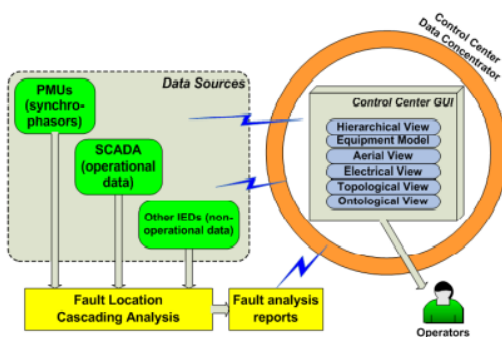 PMUs
(synchro-
phasors)
Data Sources
SCADA
(operational
data)
Other IEDs (non-
operational data)
Fault Location
Cascading Analysis
Fault analysis
reports
Control Center
Data Concentrator
Control Center GUI
Hierarchical View
Equipment Model
Aerial View
Electrical View
Topological View
Ontological View
Operators